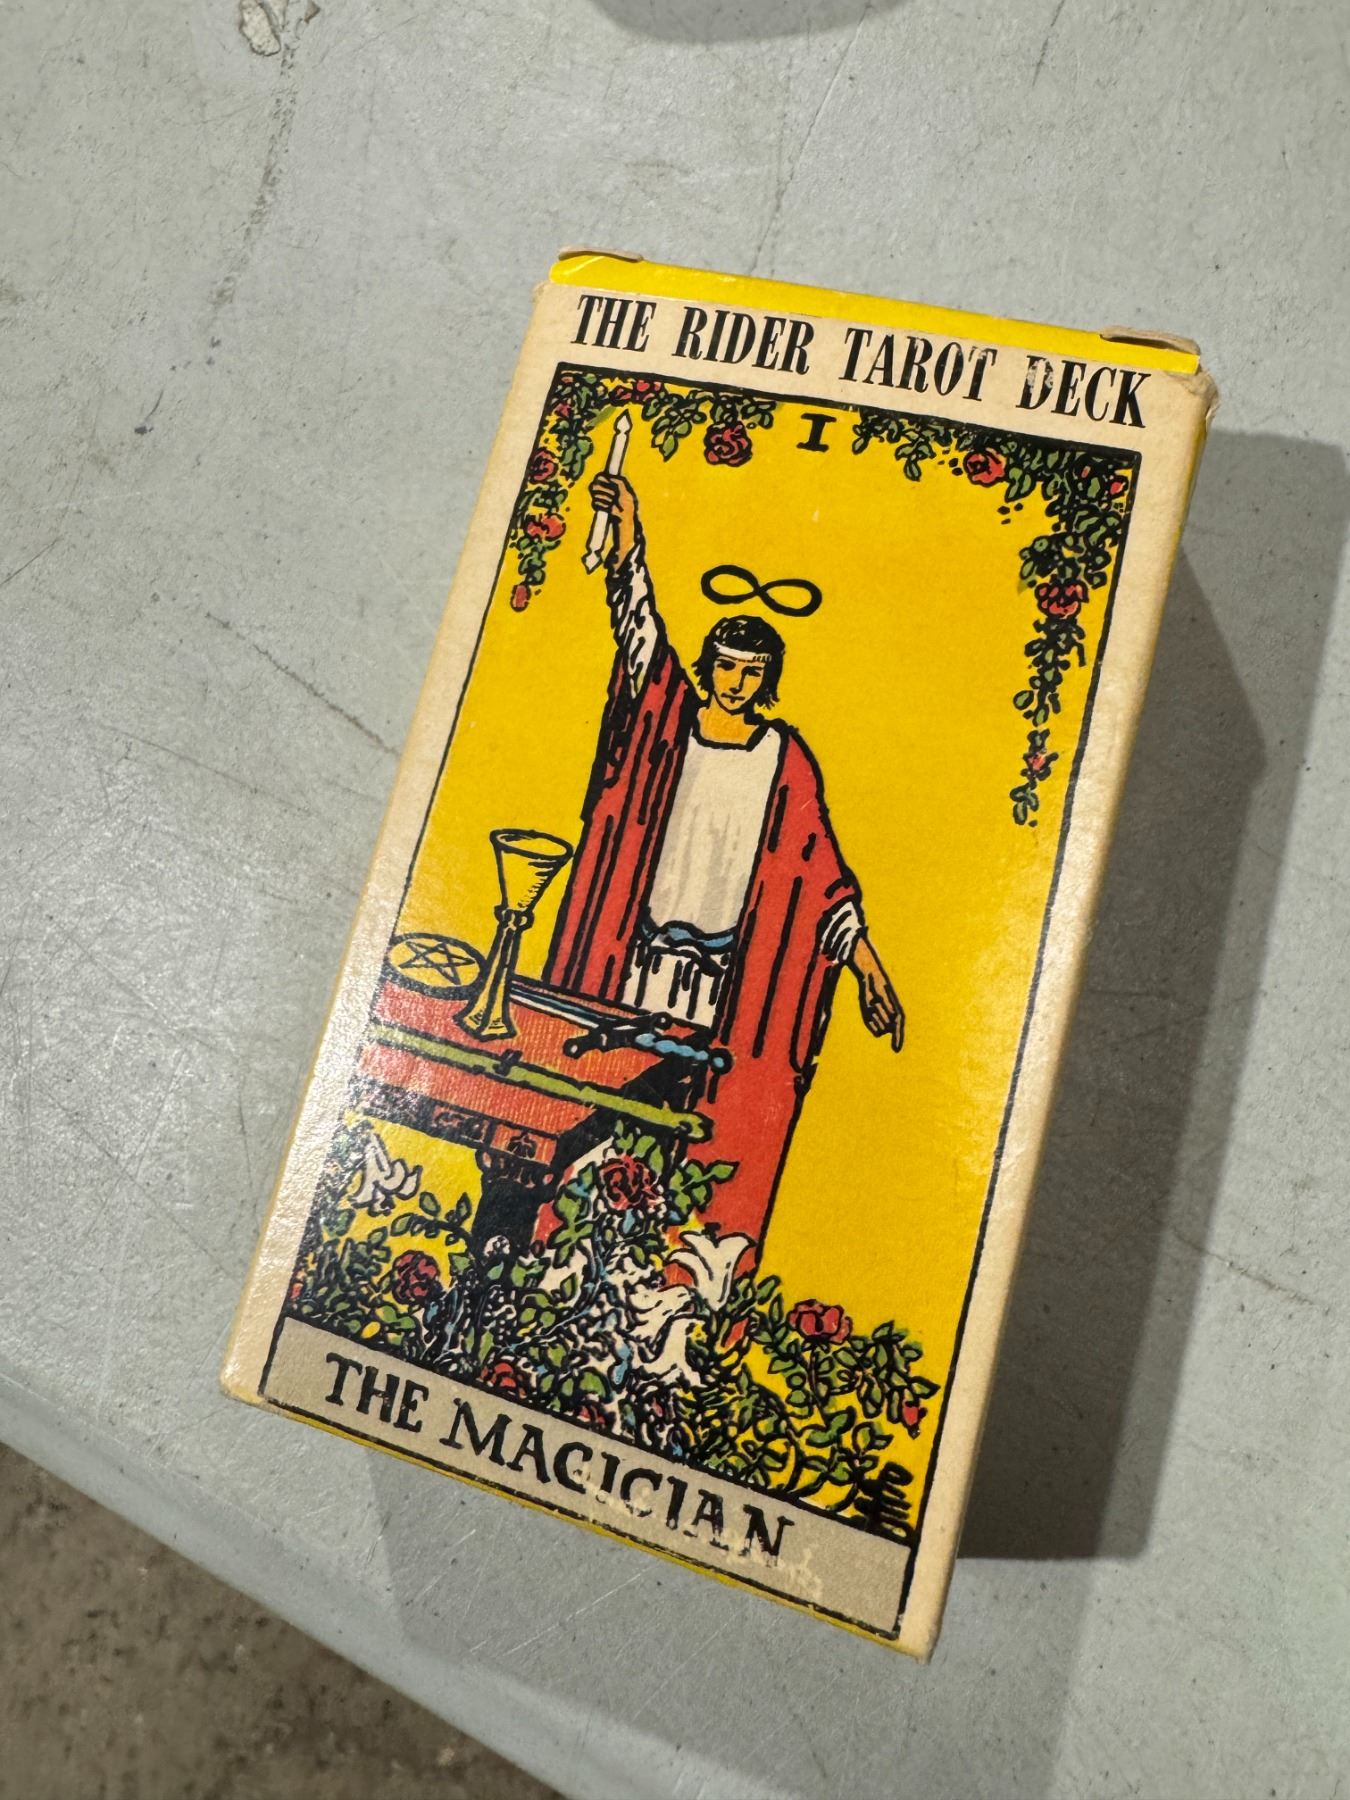 THE RIDER TAROT DECK
I
THE MAGICIAN